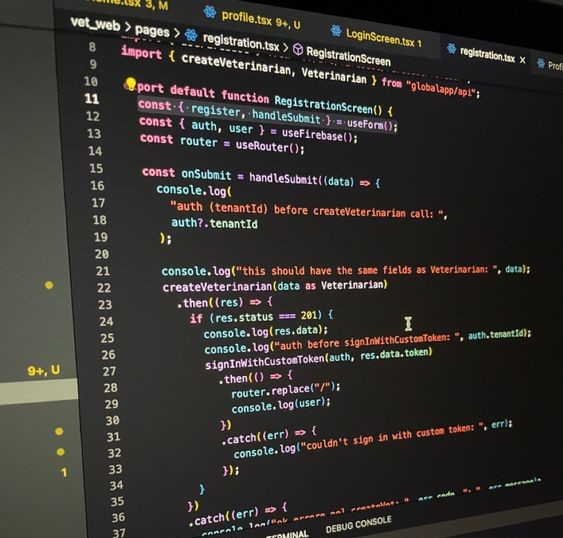 ome.tsx 3, M
profile.tsx 9+, U
LoginScreen.tsx 1
registration.tsx ×
Profi
vet_web > pages > registration.tsx > RegistrationScreen
8
9 import { createVeterinarian, Veterinarian } from "globalapp/api";
10
11 export default function RegistrationScreen() {
12 const { register, handleSubmit } = useForm();
13 const { auth, user } = useFirebase();
14 const router = useRouter();
15 const onSubmit = handleSubmit((data) => {
16 console.log(
17 "auth (tenantId) before createVeterinarian call: ",
18 auth?.tenantId
19 );
20
21 console.log("this should have the same fields as Veterinarian: ", data);
22 createVeterinarian(data as Veterinarian)
23 .then((res) => {
24 if (res.status === 201) {
25 console.log(res.data);
26 console.log("auth before signInWithCustomToken: ", auth.tenantId);
27 signInWithCustomToken(auth, res.data.token)
28 .then(() => {
29 router.replace("/");
30 console.log(user);
31 })
32 .catch((err) => {
33 console.log("couldn't sign in with custom token: ", err);
34 });
35 }
36 })
37 .catch((err) => {
9+, U
1
TERMINAL
DEBUG CONSOLE